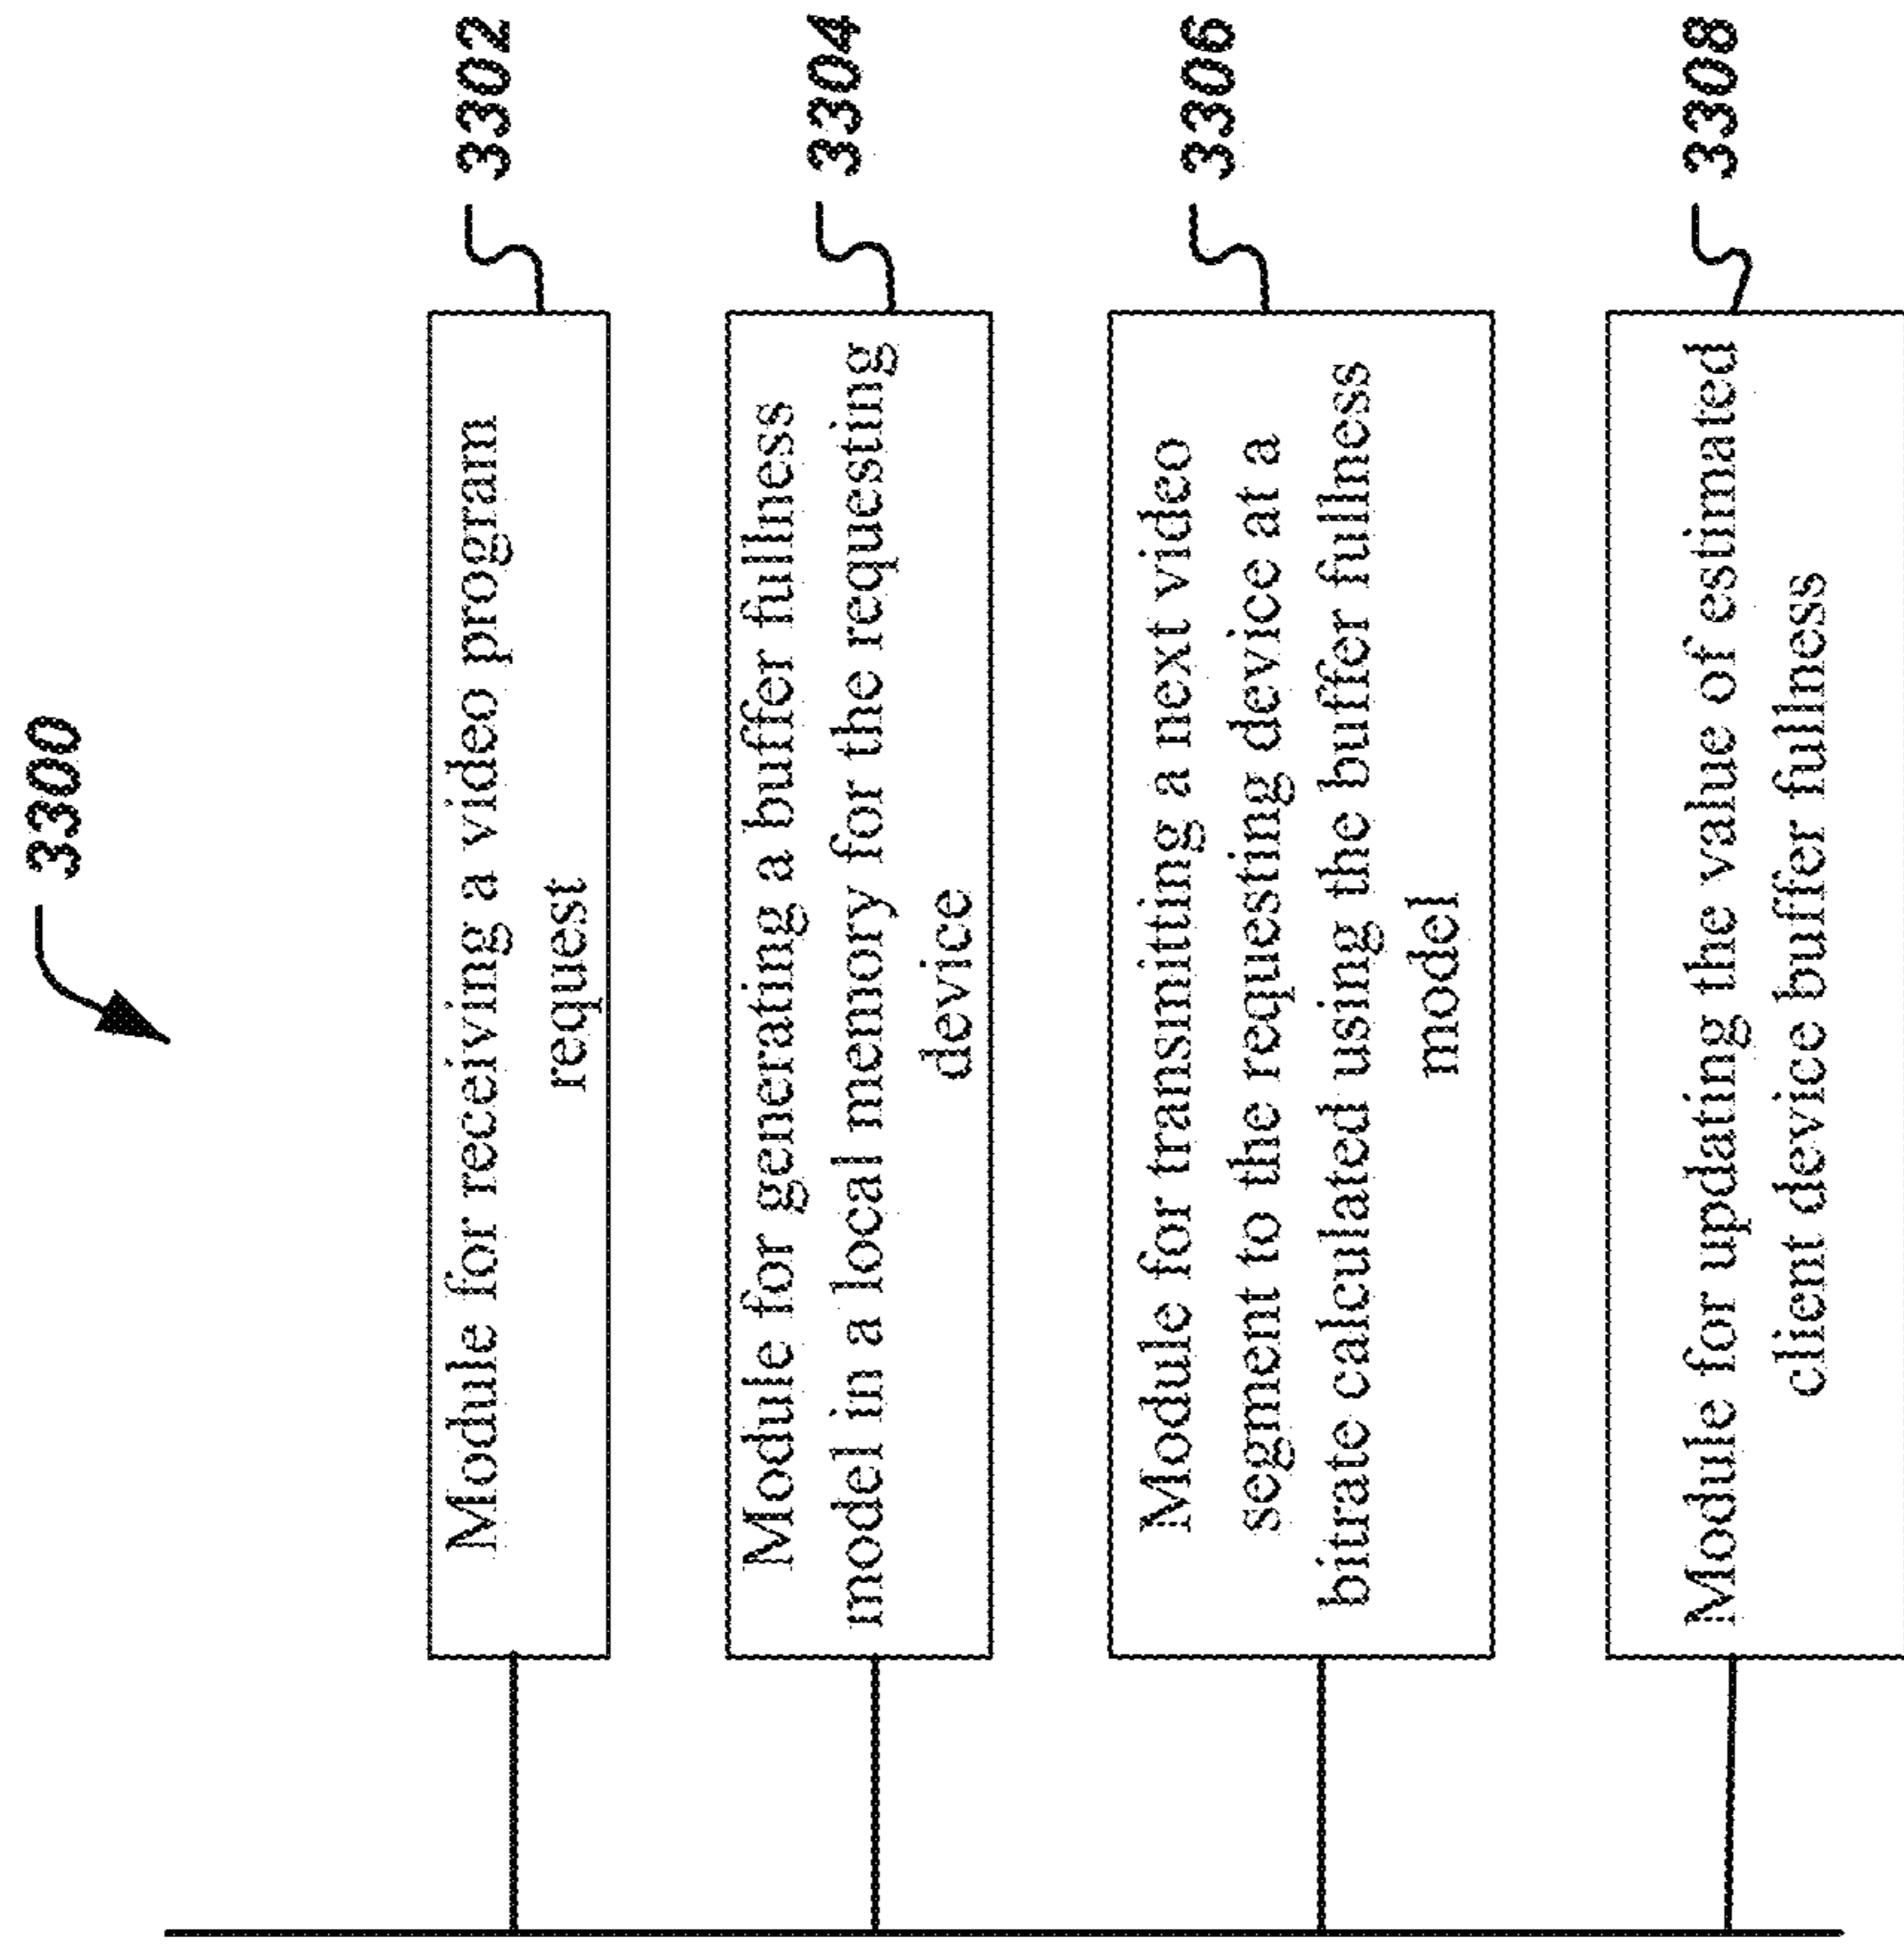 3300
Module for receiving a video program
request
3302
Module for generating a buffer fullness
model in a local memory for the requesting
device
3304
Module for transmitting a next video
segment to the requesting device at a
bitrate calculated using the buffer fullness
model
3306
Module for updating the value of estimated
client device buffer fullness
3308